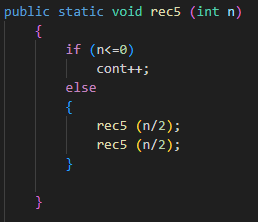 public static void rec5 (int n)
{
if (n<=0)
cont++;
else
{
rec5 (n/2);
rec5 (n/2);
}
}